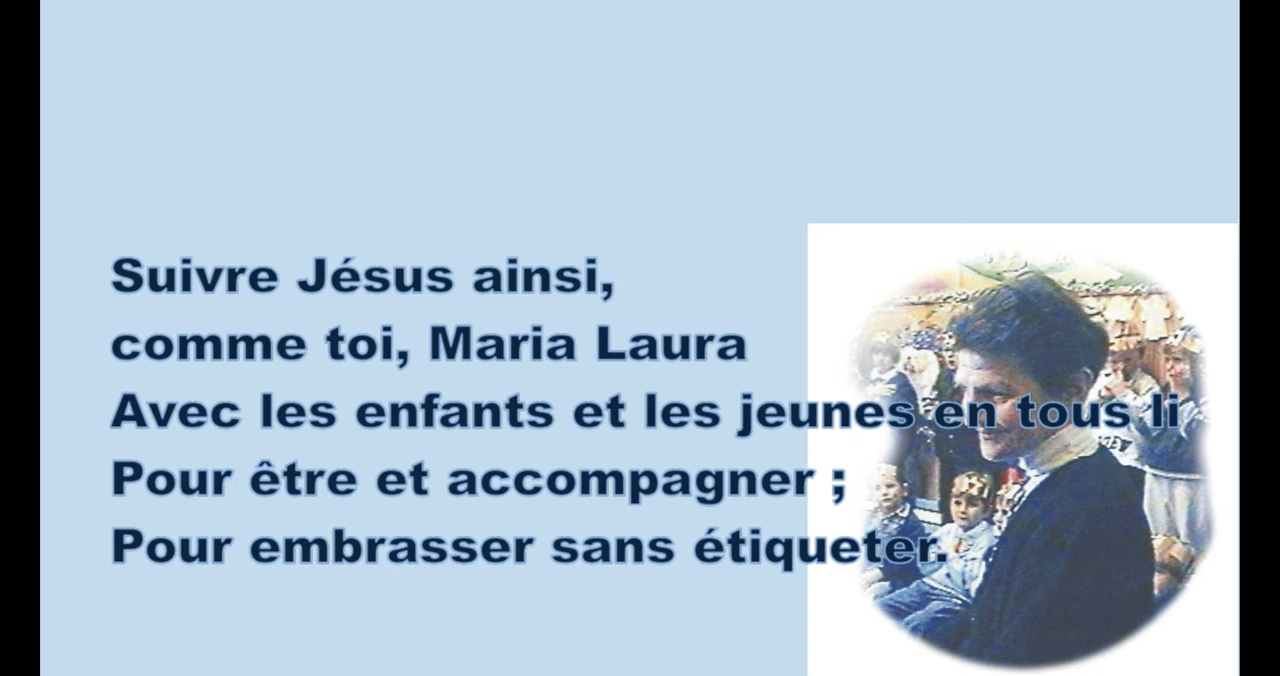 Suivre Jésus ainsi,
comme toi, Maria Laura
Avec les enfants et les jeunes en tous li
Pour être et accompagner ;
Pour embrasser sans étiqueter.